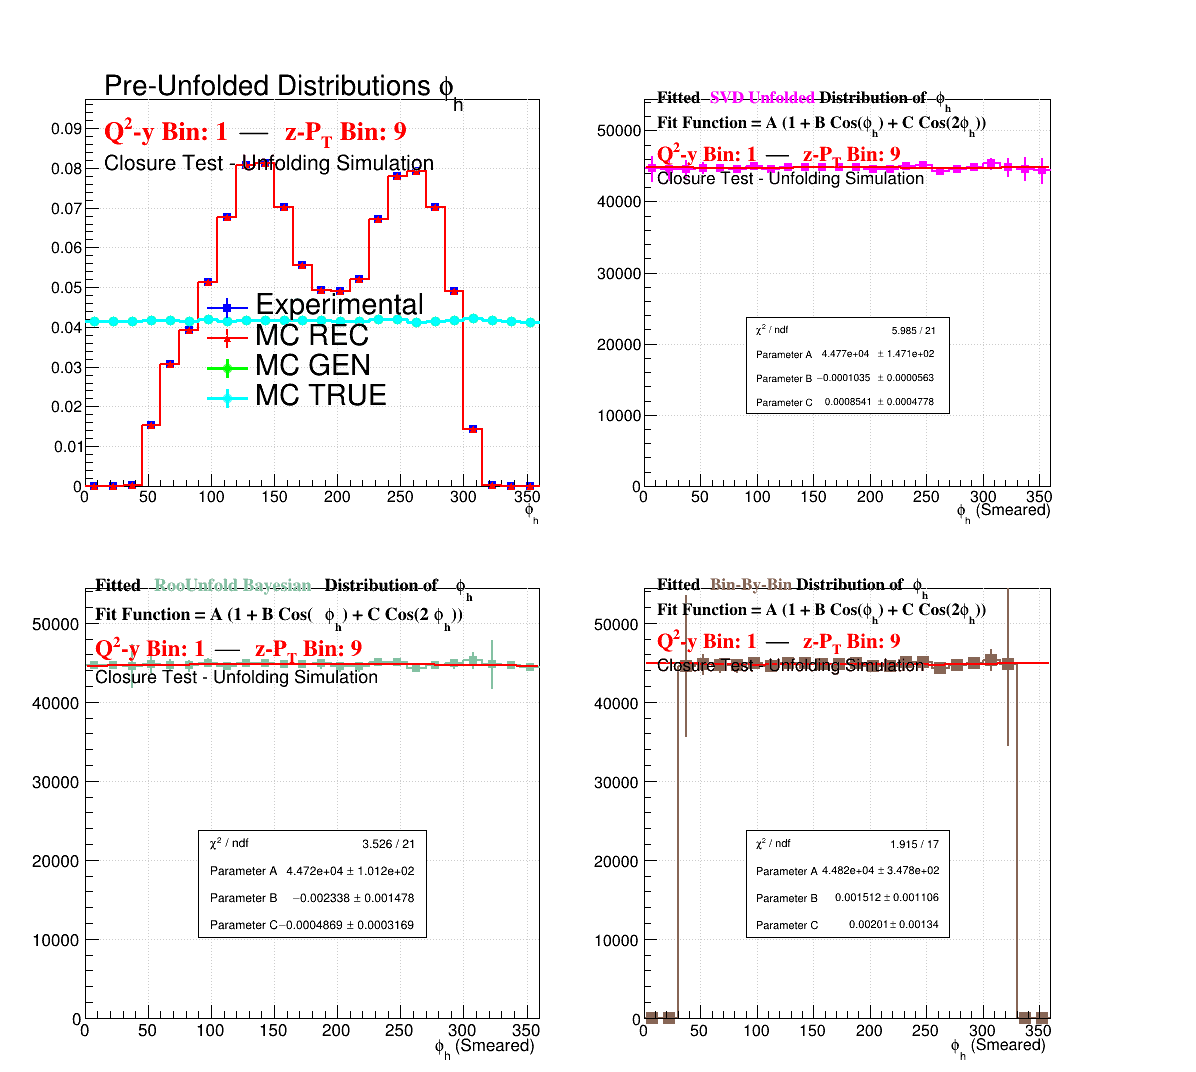 Pre-Unfolded Distributions ϕh
Q²-y Bin: 1 — z-PT Bin: 9
Closure Test - Unfolding Simulation
0.09
0.08
0.07
0.06
0.05
0.04
0.03
0.02
0.01
0
Experimental
MC REC
MC GEN
MC TRUE
0 50 100 150 200 250 300 350
ϕh
Fitted SVD Unfolded Distribution of ϕh
Fit Function = A (1 + B Cos(ϕh) + C Cos(2ϕh))
Q²-y Bin: 1 — z-PT Bin: 9
Closure Test - Unfolding Simulation
50000
40000
30000
20000
10000
0
χ² / ndf 5.985 / 21
Parameter A 4.477e+04 ± 1.471e+02
Parameter B −0.0001035 ± 0.0000563
Parameter C 0.0008541 ± 0.0004778
0 50 100 150 200 250 300 350
ϕh (Smeared)
Fitted RooUnfold Bayesian Distribution of ϕh
Fit Function = A (1 + B Cos( ϕh) + C Cos(2 ϕh))
Q²-y Bin: 1 — z-PT Bin: 9
Closure Test - Unfolding Simulation
50000
40000
30000
20000
10000
0
χ² / ndf 3.526 / 21
Parameter A 4.472e+04 ± 1.012e+02
Parameter B −0.002338 ± 0.001478
Parameter C −0.0004869 ± 0.0003169
0 50 100 150 200 250 300 350
ϕh (Smeared)
Fitted Bin-By-Bin Distribution of ϕh
Fit Function = A (1 + B Cos(ϕh) + C Cos(2ϕh))
Q²-y Bin: 1 — z-PT Bin: 9
Closure Test - Unfolding Simulation
50000
40000
30000
20000
10000
0
χ² / ndf 1.915 / 17
Parameter A 4.482e+04 ± 3.478e+02
Parameter B 0.001512 ± 0.001106
Parameter C 0.00201 ± 0.00134
0 50 100 150 200 250 300 350
ϕh (Smeared)